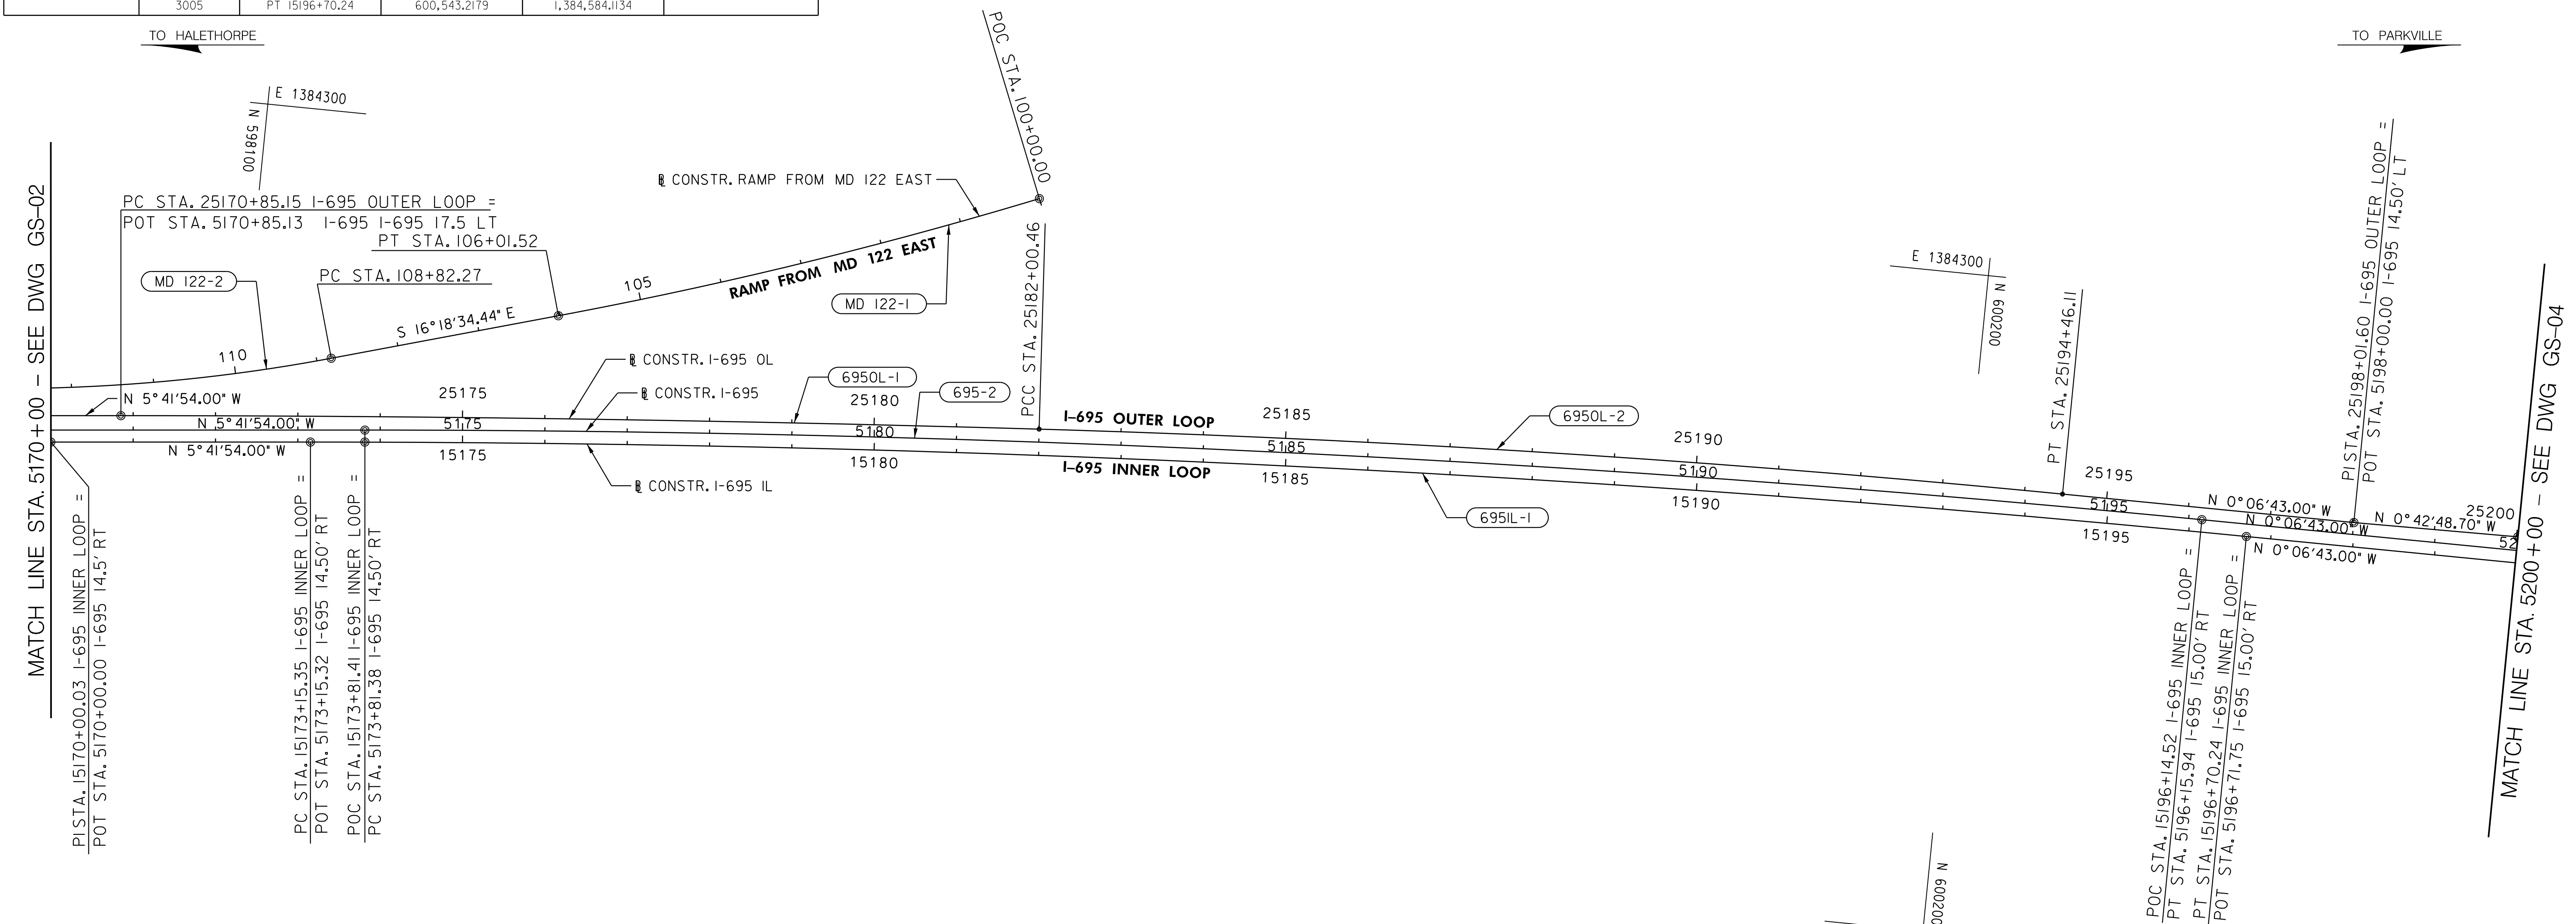 3005 PT 15196+70.24 600,543.2179 1,384,584.1134
TO HALETHORPE
TO PARKVILLE
POC STA. 100+00.00
E 1384300
N 598100
MATCH LINE STA. 5170+00 - SEE DWG GS-02
PC STA. 25170+85.15 I-695 OUTER LOOP =
POT STA. 5170+85.13 I-695 I-695 17.5 LT
PT STA. 106+01.52
PC STA. 108+82.27
MD 122-2
110
S 16°18'34.44" E
105
℄ CONSTR. RAMP FROM MD 122 EAST
RAMP FROM MD 122 EAST
MD 122-1
PCC STA. 25182+00.46
E 1384300
N 600200
PT STA. 25194+46.11
PI STA. 25198+01.60 I-695 OUTER LOOP =
POT STA. 5198+00.00 I-695 14.50' LT
MATCH LINE STA. 5200+00 - SEE DWG GS-04
℄ CONSTR. I-695 OL
℄ CONSTR. I-695
695OL-1
695-2
N 5°41'54.00" W
25175
25180
I-695 OUTER LOOP
25185
695OL-2
25190
25195
N 0°06'43.00" W
N 0°42'48.70" W
25200
N 5°41'54.00" W
5175
5180
5185
5190
5195
N 0°06'43.00" W
52
N 5°41'54.00" W
15175
15180
I-695 INNER LOOP
15185
15190
15195
N 0°06'43.00" W
℄ CONSTR. I-695 IL
695IL-1
PI STA. 15170+00.03 I-695 INNER LOOP =
POT STA. 5170+00.00 I-695 14.5' RT
PC STA. 15173+15.35 I-695 INNER LOOP =
POT STA. 5173+15.32 I-695 14.50' RT
POC STA. 15173+81.41 I-695 INNER LOOP =
PC STA. 5173+81.38 I-695 14.50' RT
POC STA. 15196+14.52 I-695 INNER LOOP =
PT STA. 5196+15.94 I-695 15.00' RT
PT STA. 15196+70.24 I-695 INNER LOOP =
POT STA. 5196+71.75 I-695 15.00' RT
N 600200